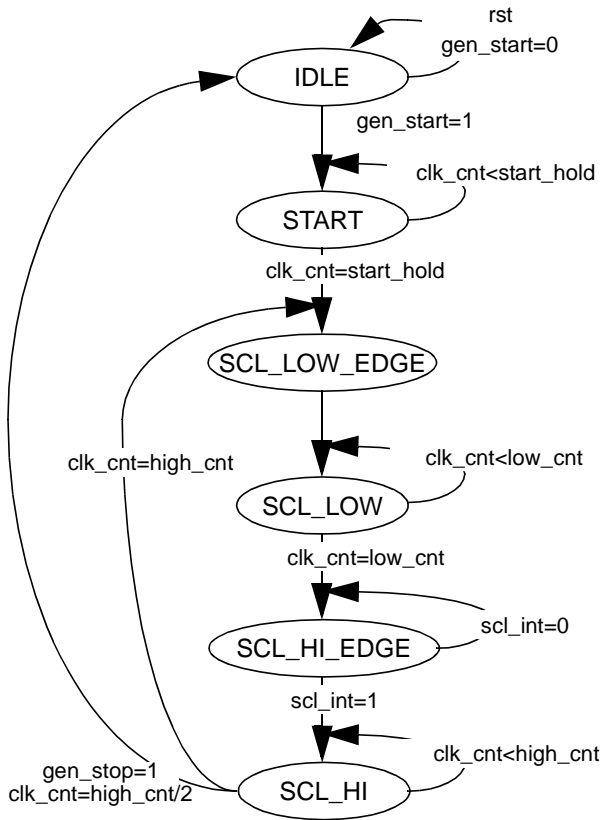 rst
gen_start=0
IDLE
gen_start=1
clk_cnt<start_hold
START
clk_cnt=start_hold
SCL_LOW_EDGE
clk_cnt=high_cnt
clk_cnt<low_cnt
SCL_LOW
clk_cnt=low_cnt
scl_int=0
SCL_HI_EDGE
scl_int=1
clk_cnt<high_cnt
gen_stop=1
clk_cnt=high_cnt/2
SCL_HI